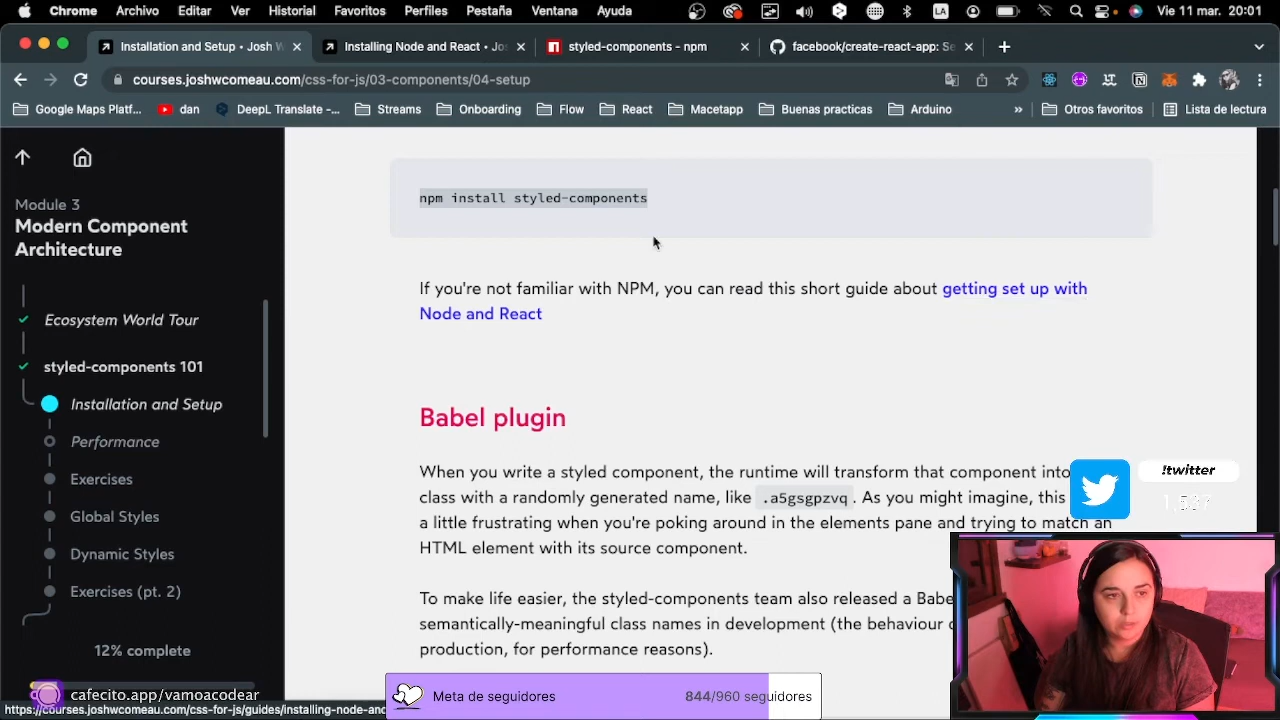 Chrome Archivo Editar Ver Historial Favoritos Perfiles Pestaña Ventana Ayuda LA Vie 11 mar. 20:01
Installation and Setup • Josh W
Installing Node and React • Jos
styled-components - npm
facebook/create-react-app: Se
courses.joshwcomeau.com/css-for-js/03-components/04-setup
Google Maps Platf... dan DeepL Translate -... Streams Onboarding Flow React Macetapp Buenas practicas Arduino » Otros favoritos Lista de lectura
Module 3
Modern Component
Architecture
Ecosystem World Tour
styled-components 101
Installation and Setup
Performance
Exercises
Global Styles
Dynamic Styles
Exercises (pt. 2)
12% complete
cafecito.app/vamoacodear
https://courses.joshwcomeau.com/css-for-js/guides/installing-node-and
npm install styled-components
If you're not familiar with NPM, you can read this short guide about getting set up with
Node and React
Babel plugin
When you write a styled component, the runtime will transform that component into
class with a randomly generated name, like .a5gsgpzvq. As you might imagine, this
a little frustrating when you're poking around in the elements pane and trying to match an
HTML element with its source component.
To make life easier, the styled-components team also released a Babe
semantically-meaningful class names in development (the behaviour
production, for performance reasons).
!twitter
Meta de seguidores 844/960 seguidores